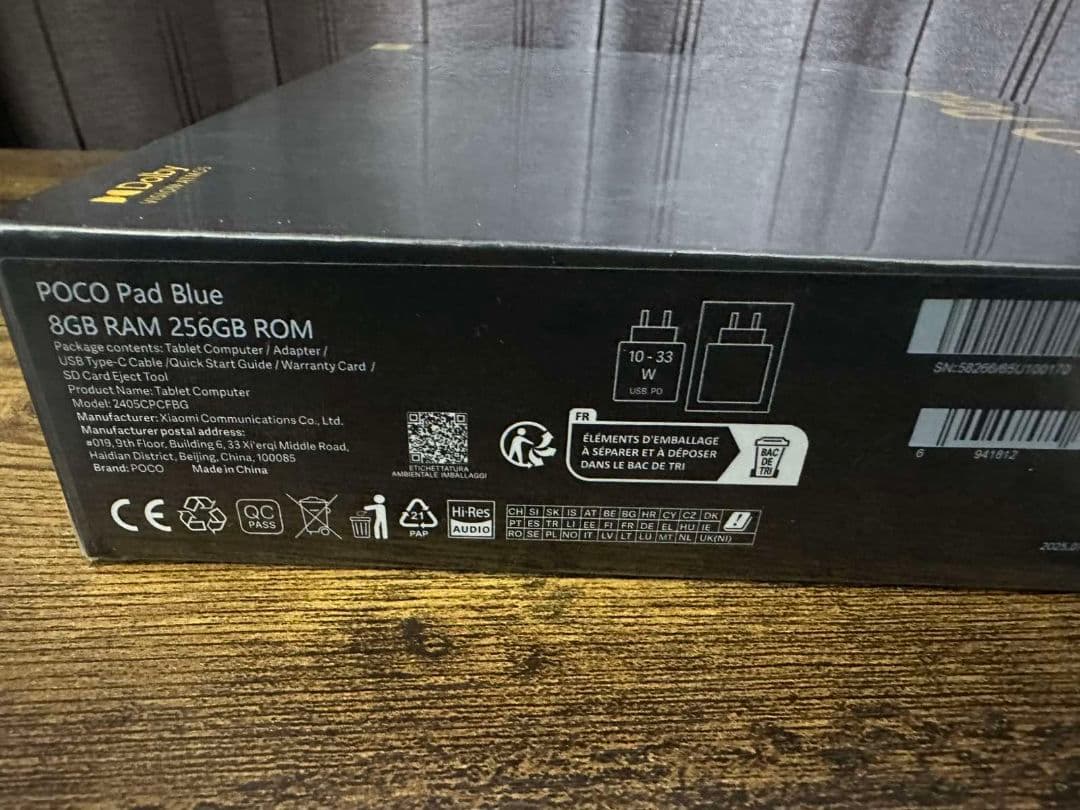 Dolby
POCO Pad Blue
8GB RAM 256GB ROM
Package contents: Tablet Computer / Adapter /
USB Type-C Cable /Quick Start Guide / Warranty Card /
SD Card Eject Tool
Product Name: Tablet Computer
Model: 2405CPCFBG
Manufacturer: Xiaomi Communications Co., Ltd.
Manufacturer postal address:
#019, 9th Floor, Building 6, 33 Xi'erqi Middle Road,
Haidian District, Beijing, China, 100085
Brand: POCO Made in China
ETICHETTATURA
AMBIENTALE IMBALLAGGI
10 - 33
W
USB PD
FR
ÉLÉMENTS D'EMBALLAGE
À SÉPARER ET À DÉPOSER
DANS LE BAC DE TRI
BAC
DE
TRI
6 941812
CE
QC
PASS
21
PAP
Hi-Res
AUDIO
CH SI SK IS AT BE BG HR CY CZ DK
PT ES TR LI EE FI FR DE EL HU IE
RO SE PL NO IT LV LT LU MT NL UK(NI)